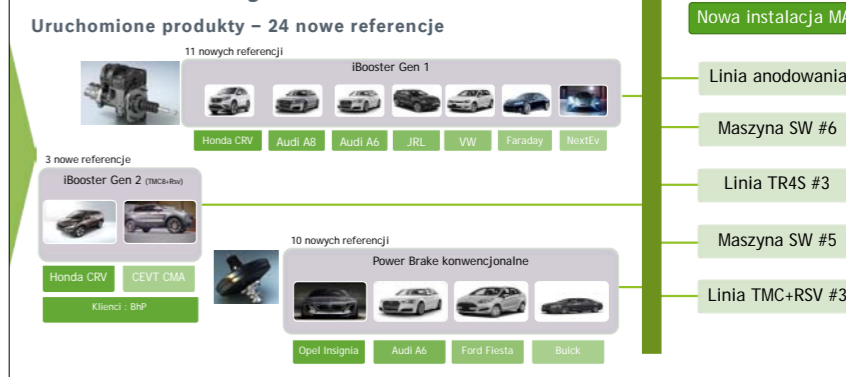 Uruchomione produkty – 24 nowe referencje
11 nowych referencji
iBooster Gen 1
Honda CRV
Audi A8
Audi A6
JRL
VW
Faraday
NextEv
3 nowe referencje
iBooster Gen 2 (TMC8+Rsv)
Honda CRV
CEVT CMA
Klienci : BhP
10 nowych referencji
Power Brake konwencjonalne
Opel Insignia
Audi A6
Ford Fiesta
Buick
Nowa instalacja
Linia anodowania
Maszyna SW #6
Linia TR4S #3
Maszyna SW #5
Linia TMC+RSV #3